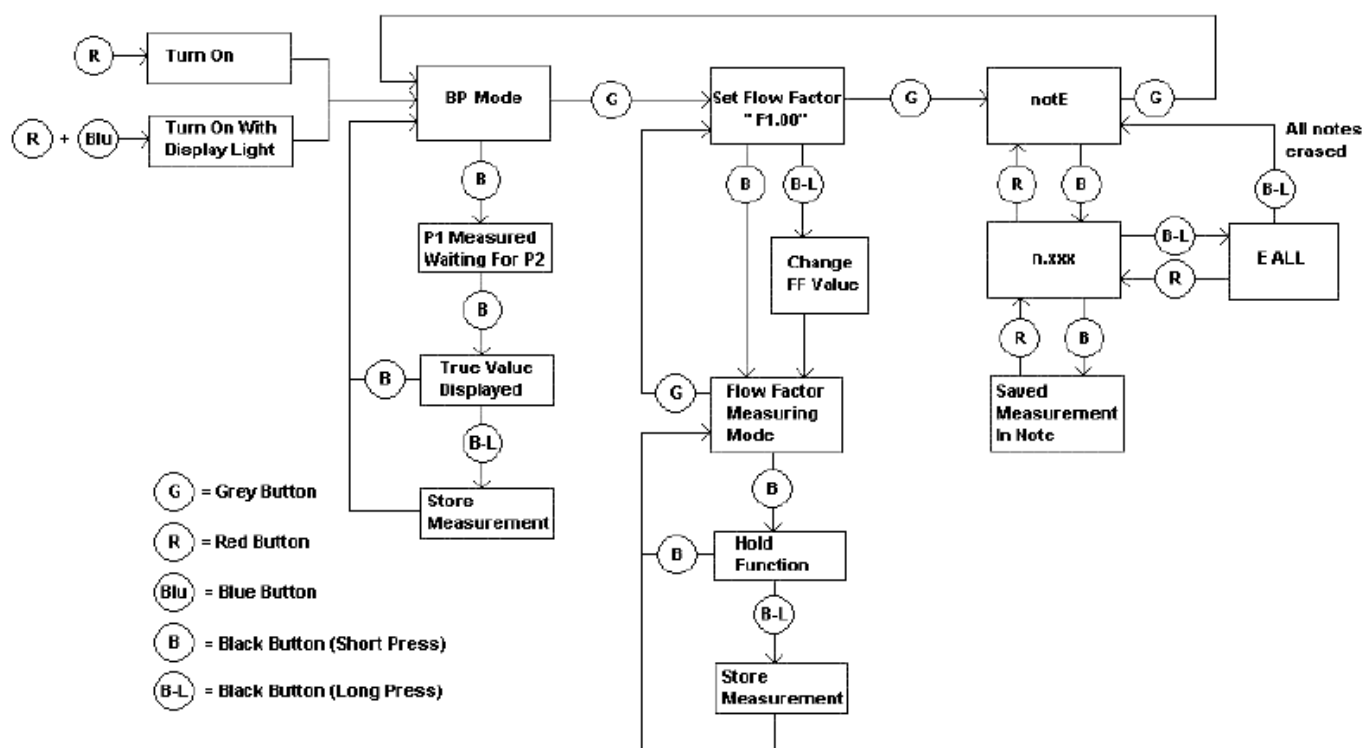 R
Turn On
R + Blu
Turn On With
Display Light
BP Mode
G
Set Flow Factor
" F1.00"
G
notE
G
All notes
erased
B
B
B-L
R
B
B-L
P1 Measured
Waiting For P2
Change
FF Value
n.xxx
B-L
R
E ALL
B
R
B
True Value
Displayed
B
G
Flow Factor
Measuring
Mode
Saved
Measurement
In Note
B-L
B
Store
Measurement
B
Hold
Function
B-L
Store
Measurement
G = Grey Button
R = Red Button
Blu = Blue Button
B = Black Button (Short Press)
B-L = Black Button (Long Press)